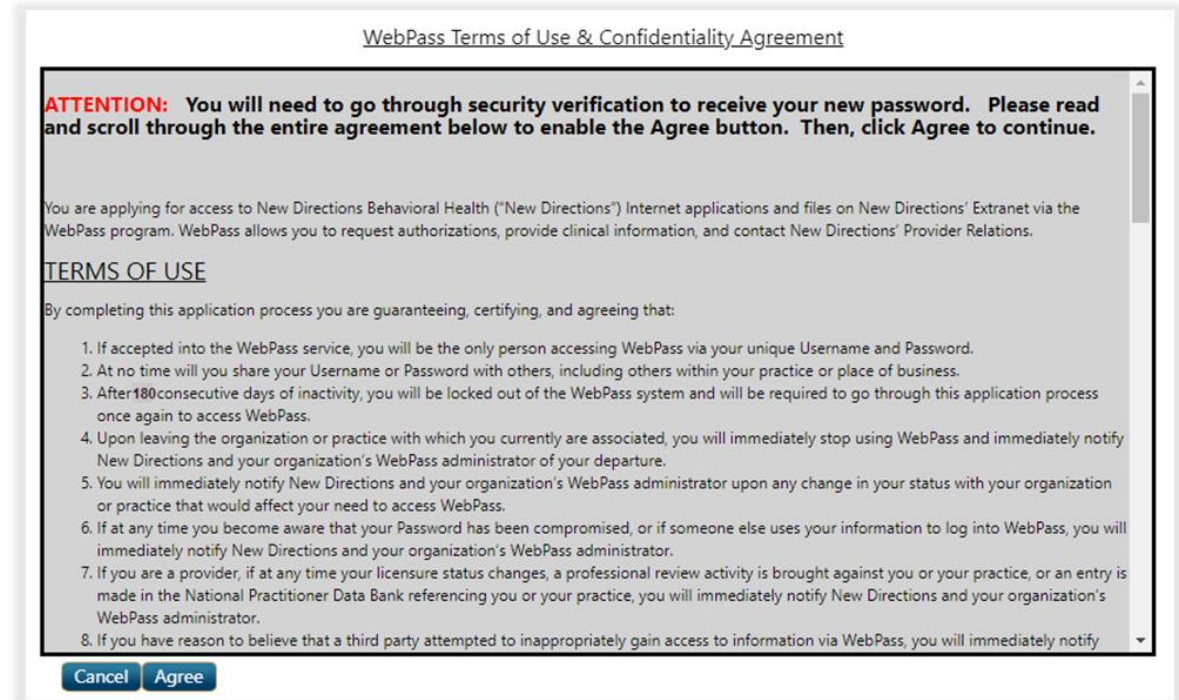 WebPass Terms of Use & Confidentiality Agreement
ATTENTION: You will need to go through security verification to receive your new password. Please read
and scroll through the entire agreement below to enable the Agree button. Then, click Agree to continue.
You are applying for access to New Directions Behavioral Health ("New Directions") Internet applications and files on New Directions' Extranet via the
WebPass program. WebPass allows you to request authorizations, provide clinical information, and contact New Directions' Provider Relations.
TERMS OF USE
By completing this application process you are guaranteeing, certifying, and agreeing that:
1. If accepted into the WebPass service, you will be the only person accessing WebPass via your unique Username and Password.
2. At no time will you share your Username or Password with others, including others within your practice or place of business.
3. After180consecutive days of inactivity, you will be locked out of the WebPass system and will be required to go through this application process
once again to access WebPass.
4. Upon leaving the organization or practice with which you currently are associated, you will immediately stop using WebPass and immediately notify
New Directions and your organization's WebPass administrator of your departure.
5. You will immediately notify New Directions and your organization's WebPass administrator upon any change in your status with your organization
or practice that would affect your need to access WebPass.
6. If at any time you become aware that your Password has been compromised, or if someone else uses your information to log into WebPass, you will
immediately notify New Directions and your organization's WebPass administrator.
7. If you are a provider, if at any time your licensure status changes, a professional review activity is brought against you or your practice, or an entry is
made in the National Practitioner Data Bank referencing you or your practice, you will immediately notify New Directions and your organization's
WebPass administrator.
8. If you have reason to believe that a third party attempted to inappropriately gain access to information via WebPass, you will immediately notify
Cancel Agree